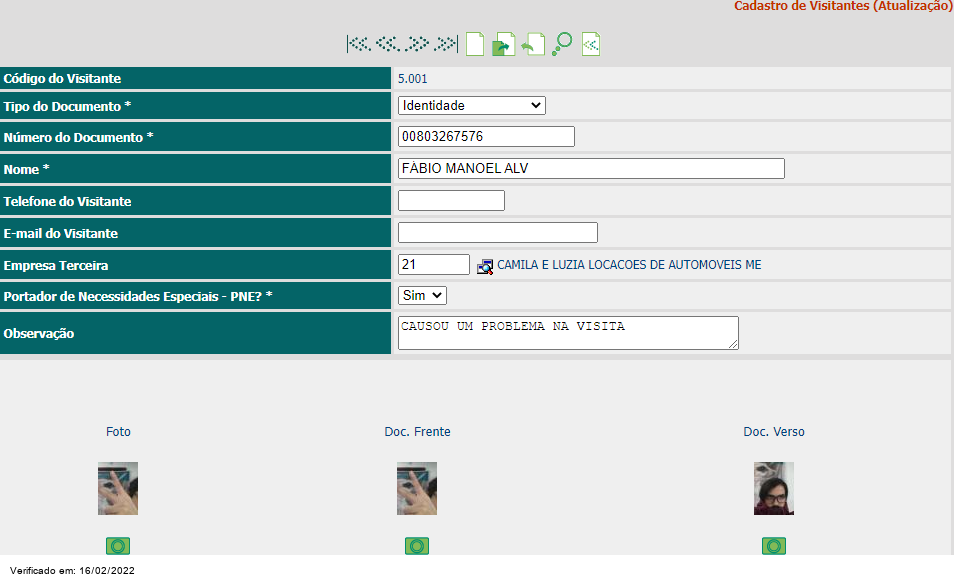 Cadastro de Visitantes (Atualização)
Código do Visitante 5.001
Tipo do Documento * Identidade
Número do Documento * 00803267576
Nome * FÁBIO MANOEL ALV
Telefone do Visitante
E-mail do Visitante
Empresa Terceira 21 CAMILA E LUZIA LOCACOES DE AUTOMOVEIS ME
Portador de Necessidades Especiais - PNE? * Sim
Observação CAUSOU UM PROBLEMA NA VISITA
Foto Doc. Frente Doc. Verso
Verificado em: 16/02/2022